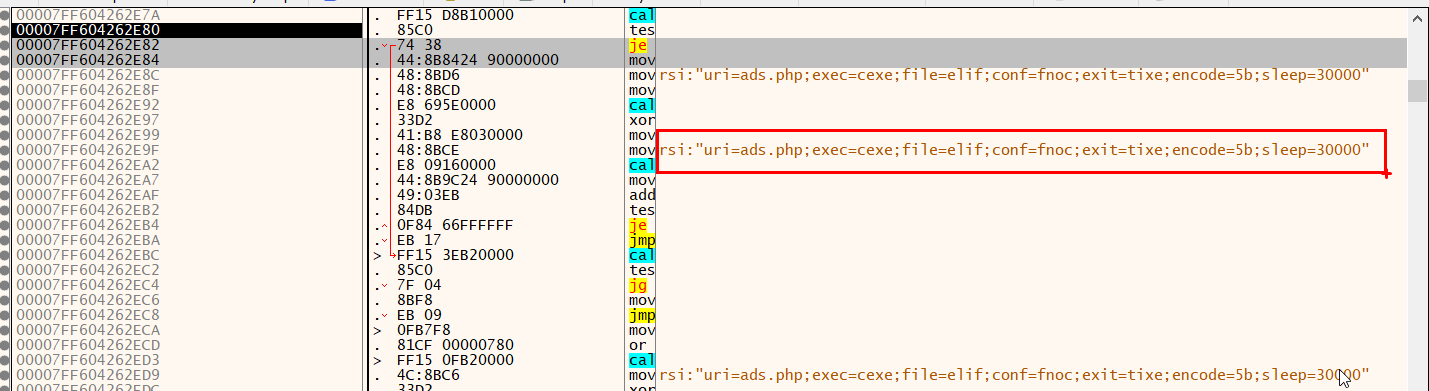 00007FF604262E7A . FF15 D8B10000 cal
00007FF604262E80 . 85C0 tes
00007FF604262E82 . 74 38 je
00007FF604262E84 . 44:8B8424 90000000 mov
00007FF604262E8C . 48:8BD6 mov rsi:"uri=ads.php;exec=cexe;file=elif;conf=fnoc;exit=tixe;encode=5b;sleep=30000"
00007FF604262E8F . 48:8BCD mov
00007FF604262E92 . E8 695E0000 cal
00007FF604262E97 . 33D2 xor
00007FF604262E99 . 41:B8 E8030000 mov
00007FF604262E9F . 48:8BCE mov rsi:"uri=ads.php;exec=cexe;file=elif;conf=fnoc;exit=tixe;encode=5b;sleep=30000"
00007FF604262EA2 . E8 09160000 cal
00007FF604262EA7 . 44:8B9C24 90000000 mov
00007FF604262EAF . 49:03EB add
00007FF604262EB2 . 84DB tes
00007FF604262EB4 . 0F84 66FFFFFF je
00007FF604262EBA . EB 17 jmp
00007FF604262EBC > FF15 3EB20000 cal
00007FF604262EC2 . 85C0 tes
00007FF604262EC4 . 7F 04 jg
00007FF604262EC6 . 8BF8 mov
00007FF604262EC8 . EB 09 jmp
00007FF604262ECA > 0FB7F8 mov
00007FF604262ECD . 81CF 00000780 or
00007FF604262ED3 > FF15 0FB20000 cal
00007FF604262ED9 . 4C:8BC6 mov rsi:"uri=ads.php;exec=cexe;file=elif;conf=fnoc;exit=tixe;encode=5b;sleep=30000"
00007FF604262EDC . 33D2 xor